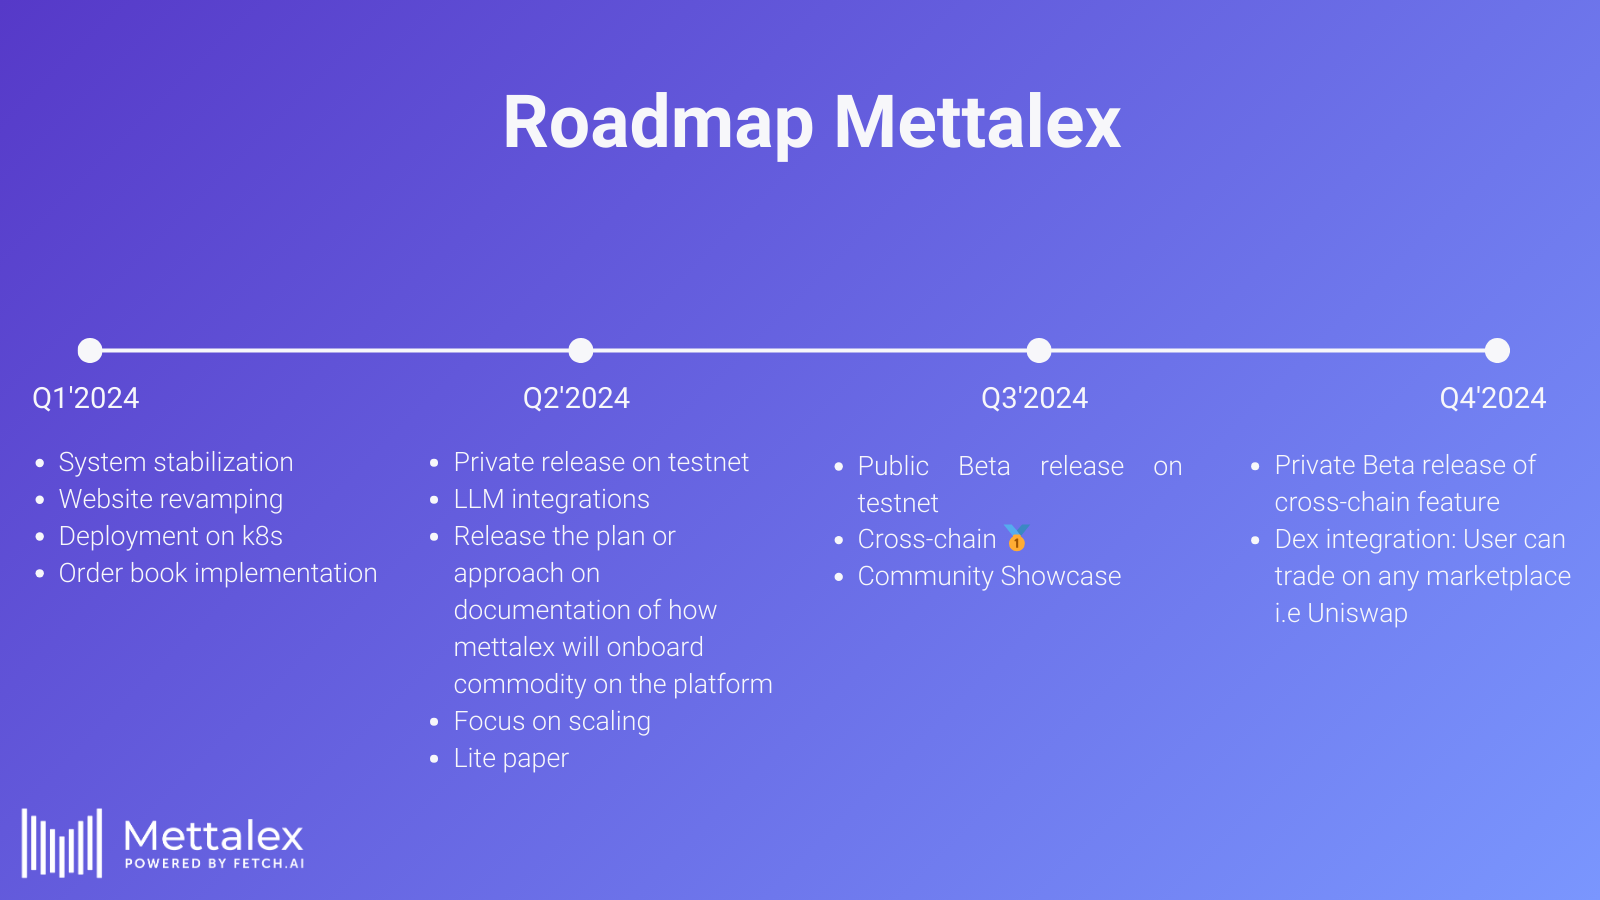 Roadmap Mettalex
Q1'2024
System stabilization
Website revamping
Deployment on k8s
Order book implementation
Q2'2024
Private release on testnet
LLM integrations
Release the plan or
approach on
documentation of how
mettalex will onboard
commodity on the platform
Focus on scaling
Lite paper
Q3'2024
Public Beta release on
testnet
Cross-chain 🥇
Community Showcase
Q4'2024
Private Beta release of
cross-chain feature
Dex integration: User can
trade on any marketplace
i.e Uniswap
Mettalex
POWERED BY FETCH.AI